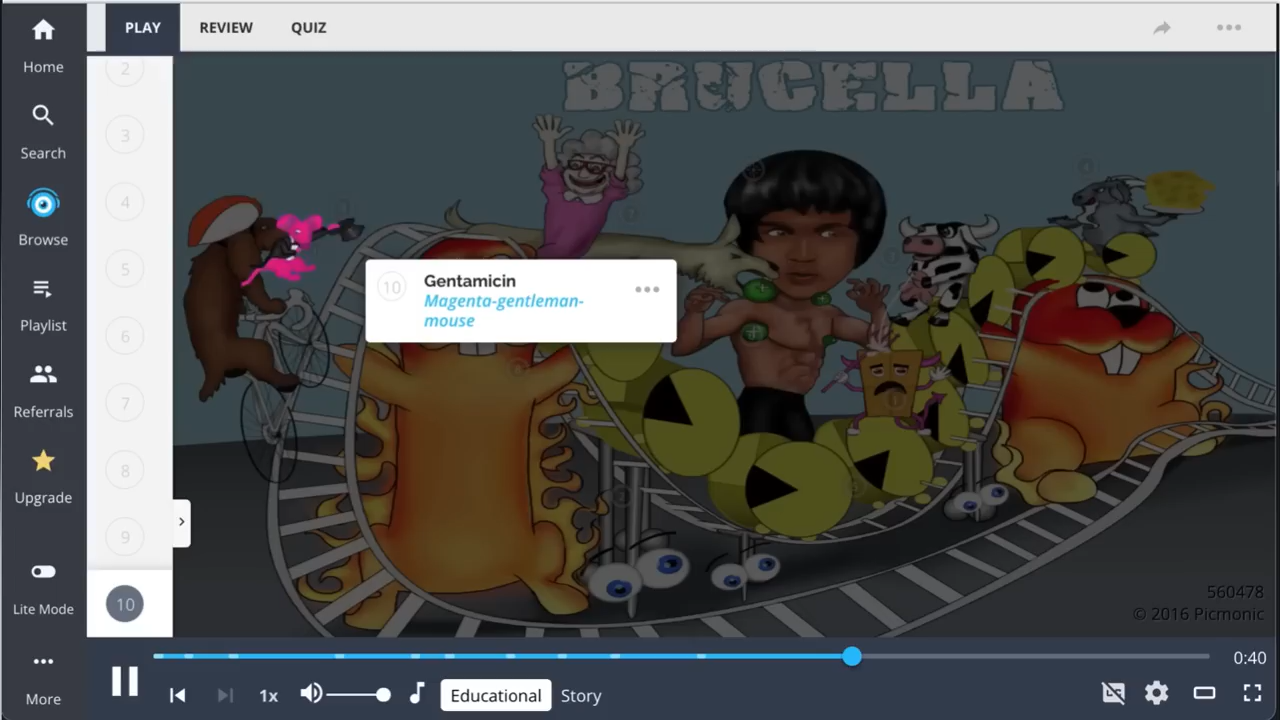 PLAY REVIEW QUIZ
Home
Search
Browse
Playlist
Referrals
Upgrade
Lite Mode
More
2
3
4
5
6
7
8
9
10
BRUCELLA
10 Gentamicin
Magenta-gentleman-
mouse
560478
© 2016 Picmonic
0:40
1x
Educational Story